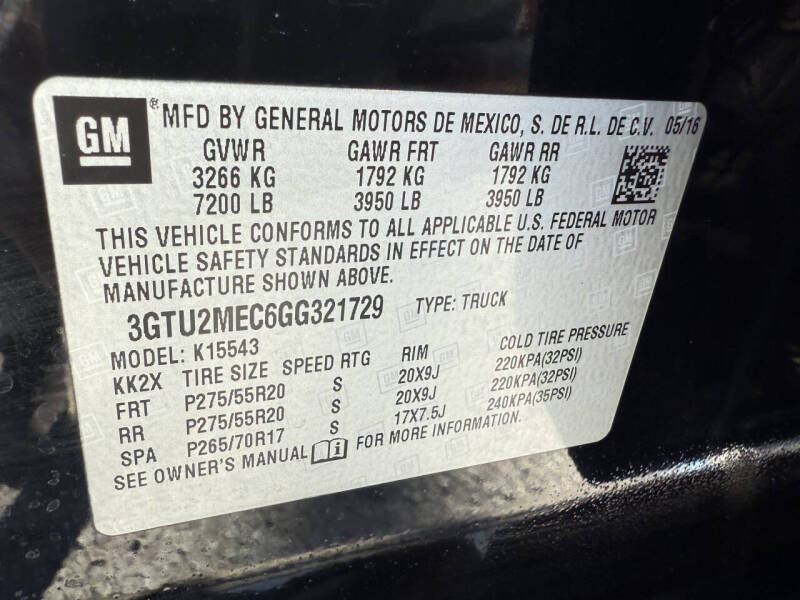 GM ® MFD BY GENERAL MOTORS DE MEXICO, S. DE R.L. DE C.V. 05/16
GVWR GAWR FRT GAWR RR
3266 KG 1792 KG 1792 KG
7200 LB 3950 LB 3950 LB
THIS VEHICLE CONFORMS TO ALL APPLICABLE U.S. FEDERAL MOTOR
VEHICLE SAFETY STANDARDS IN EFFECT ON THE DATE OF
MANUFACTURE SHOWN ABOVE.
3GTU2MEC6GG321729 TYPE: TRUCK
MODEL: K15543
KK2X TIRE SIZE SPEED RTG RIM COLD TIRE PRESSURE
FRT P275/55R20 S 20X9J 220KPA(32PSI)
RR P275/55R20 S 20X9J 220KPA(32PSI)
SPA P265/70R17 S 17X7.5J 240KPA(35PSI)
SEE OWNER'S MANUAL FOR MORE INFORMATION.